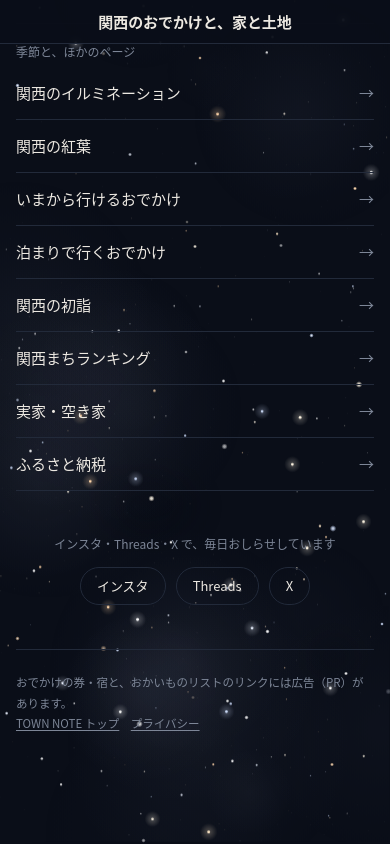 関西のおでかけと、家と土地
季節と、ほかのページ
関西のイルミネーション →
関西の紅葉 →
いまから行けるおでかけ →
泊まりで行くおでかけ →
関西の初詣 →
関西まちランキング →
実家・空き家 →
ふるさと納税 →
インスタ・Threads・X で、毎日おしらせしています
インスタ Threads X
おでかけの券・宿と、おかいものリストのリンクには広告（PR）が
あります。
TOWN NOTE トップ プライバシー